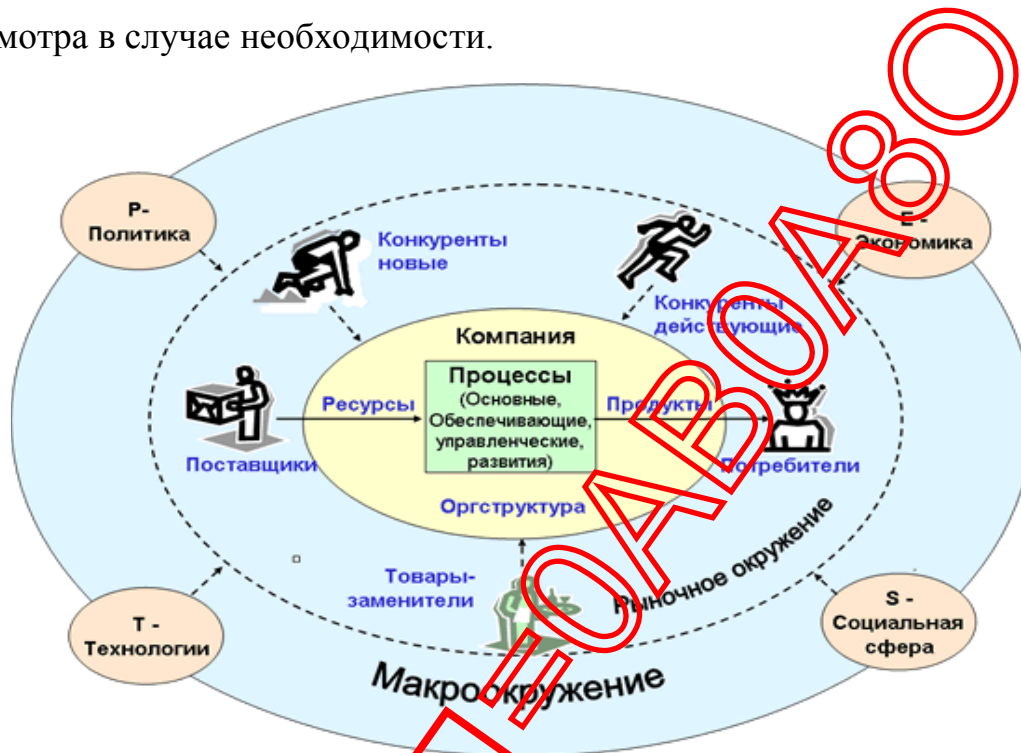 мотра в случае необходимости.
P-
Политика
E -
Экономика
Конкуренты
новые
Конкуренты
действующие
Компания
Процессы
(Основные,
Обеспечивающие,
управленческие,
развития)
Ресурсы
Продукты
Поставщики
Потребители
Оргструктура
Товары-
заменители
Рыночное окружение
T -
Технологии
S -
Социальная
сфера
Макроокружение
=OABOA80